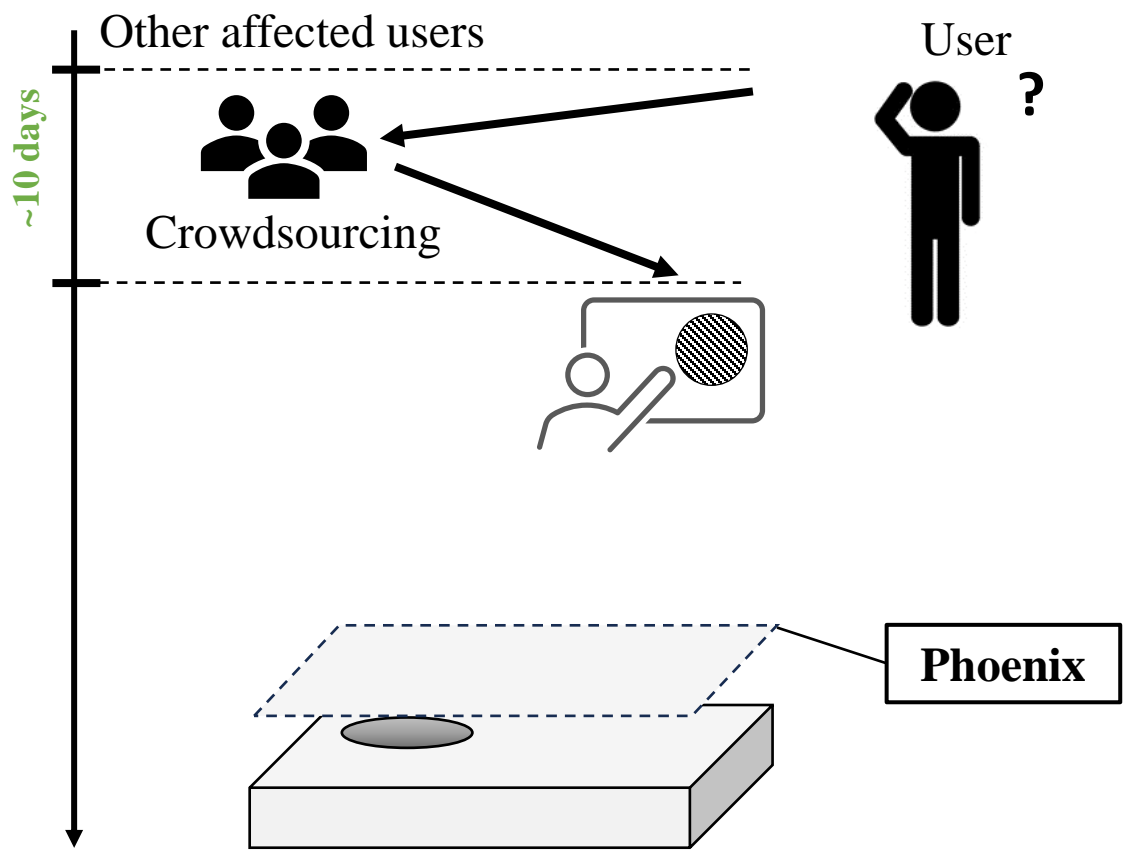 Other affected users
User
?
~10 days
Crowdsourcing
Phoenix